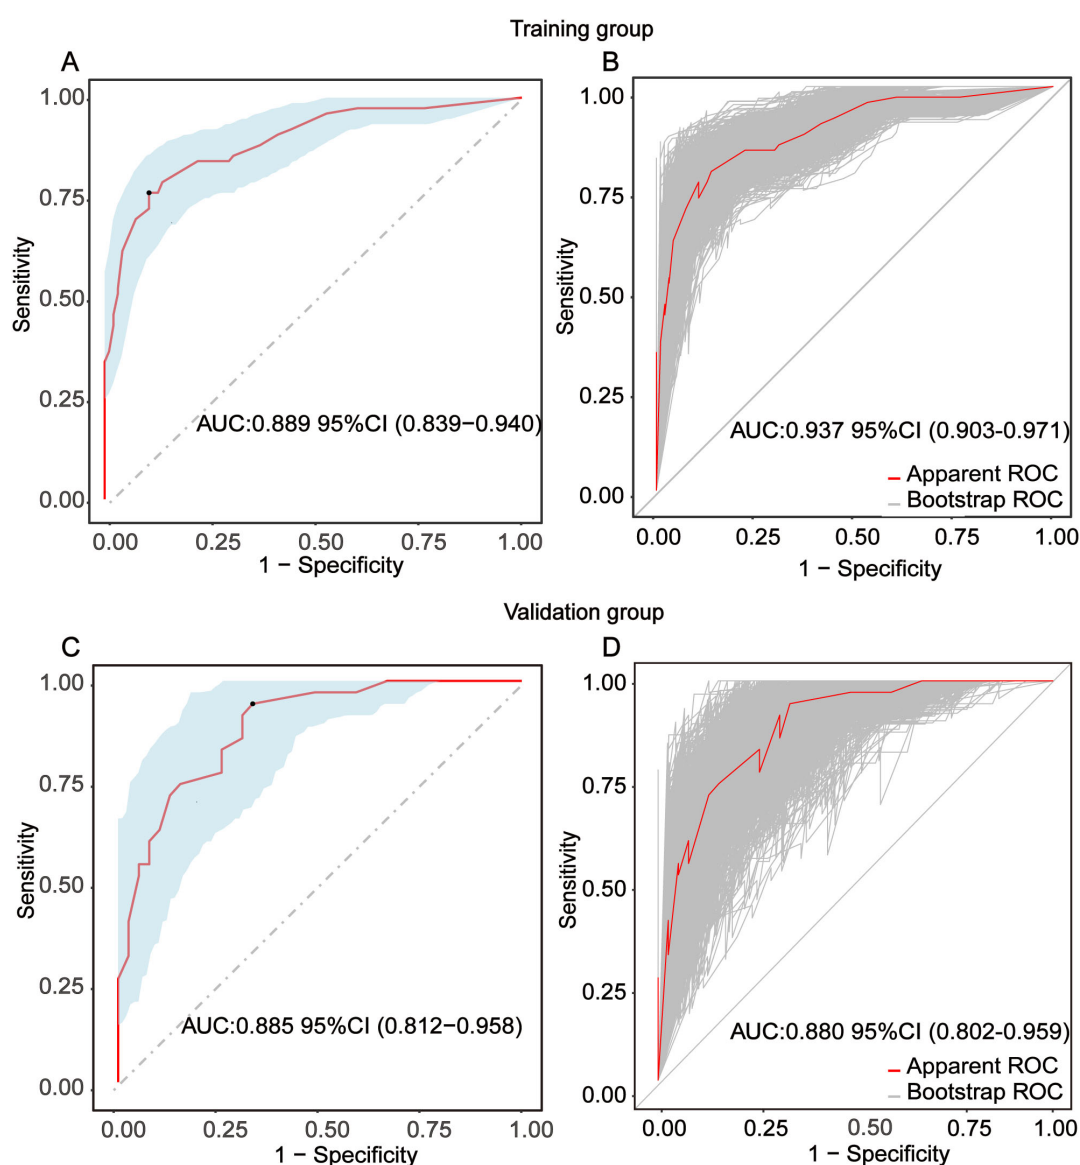 Training group
A
B
1.00
0.75
0.50
0.25
0.00
Sensitivity
AUC:0.889 95%CI (0.839−0.940)
0.00 0.25 0.50 0.75 1.00
1 − Specificity
1.00
0.75
0.50
0.25
0.00
Sensitivity
AUC:0.937 95%CI (0.903-0.971)
Apparent ROC
Bootstrap ROC
0.00 0.25 0.50 0.75 1.00
1 − Specificity
Validation group
C
D
1.00
0.75
0.50
0.25
0.00
Sensitivity
AUC:0.885 95%CI (0.812−0.958)
0.00 0.25 0.50 0.75 1.00
1 − Specificity
1.00
0.75
0.50
0.25
0.00
Sensitivity
AUC:0.880 95%CI (0.802-0.959)
Apparent ROC
Bootstrap ROC
0.00 0.25 0.50 0.75 1.00
1 − Specificity